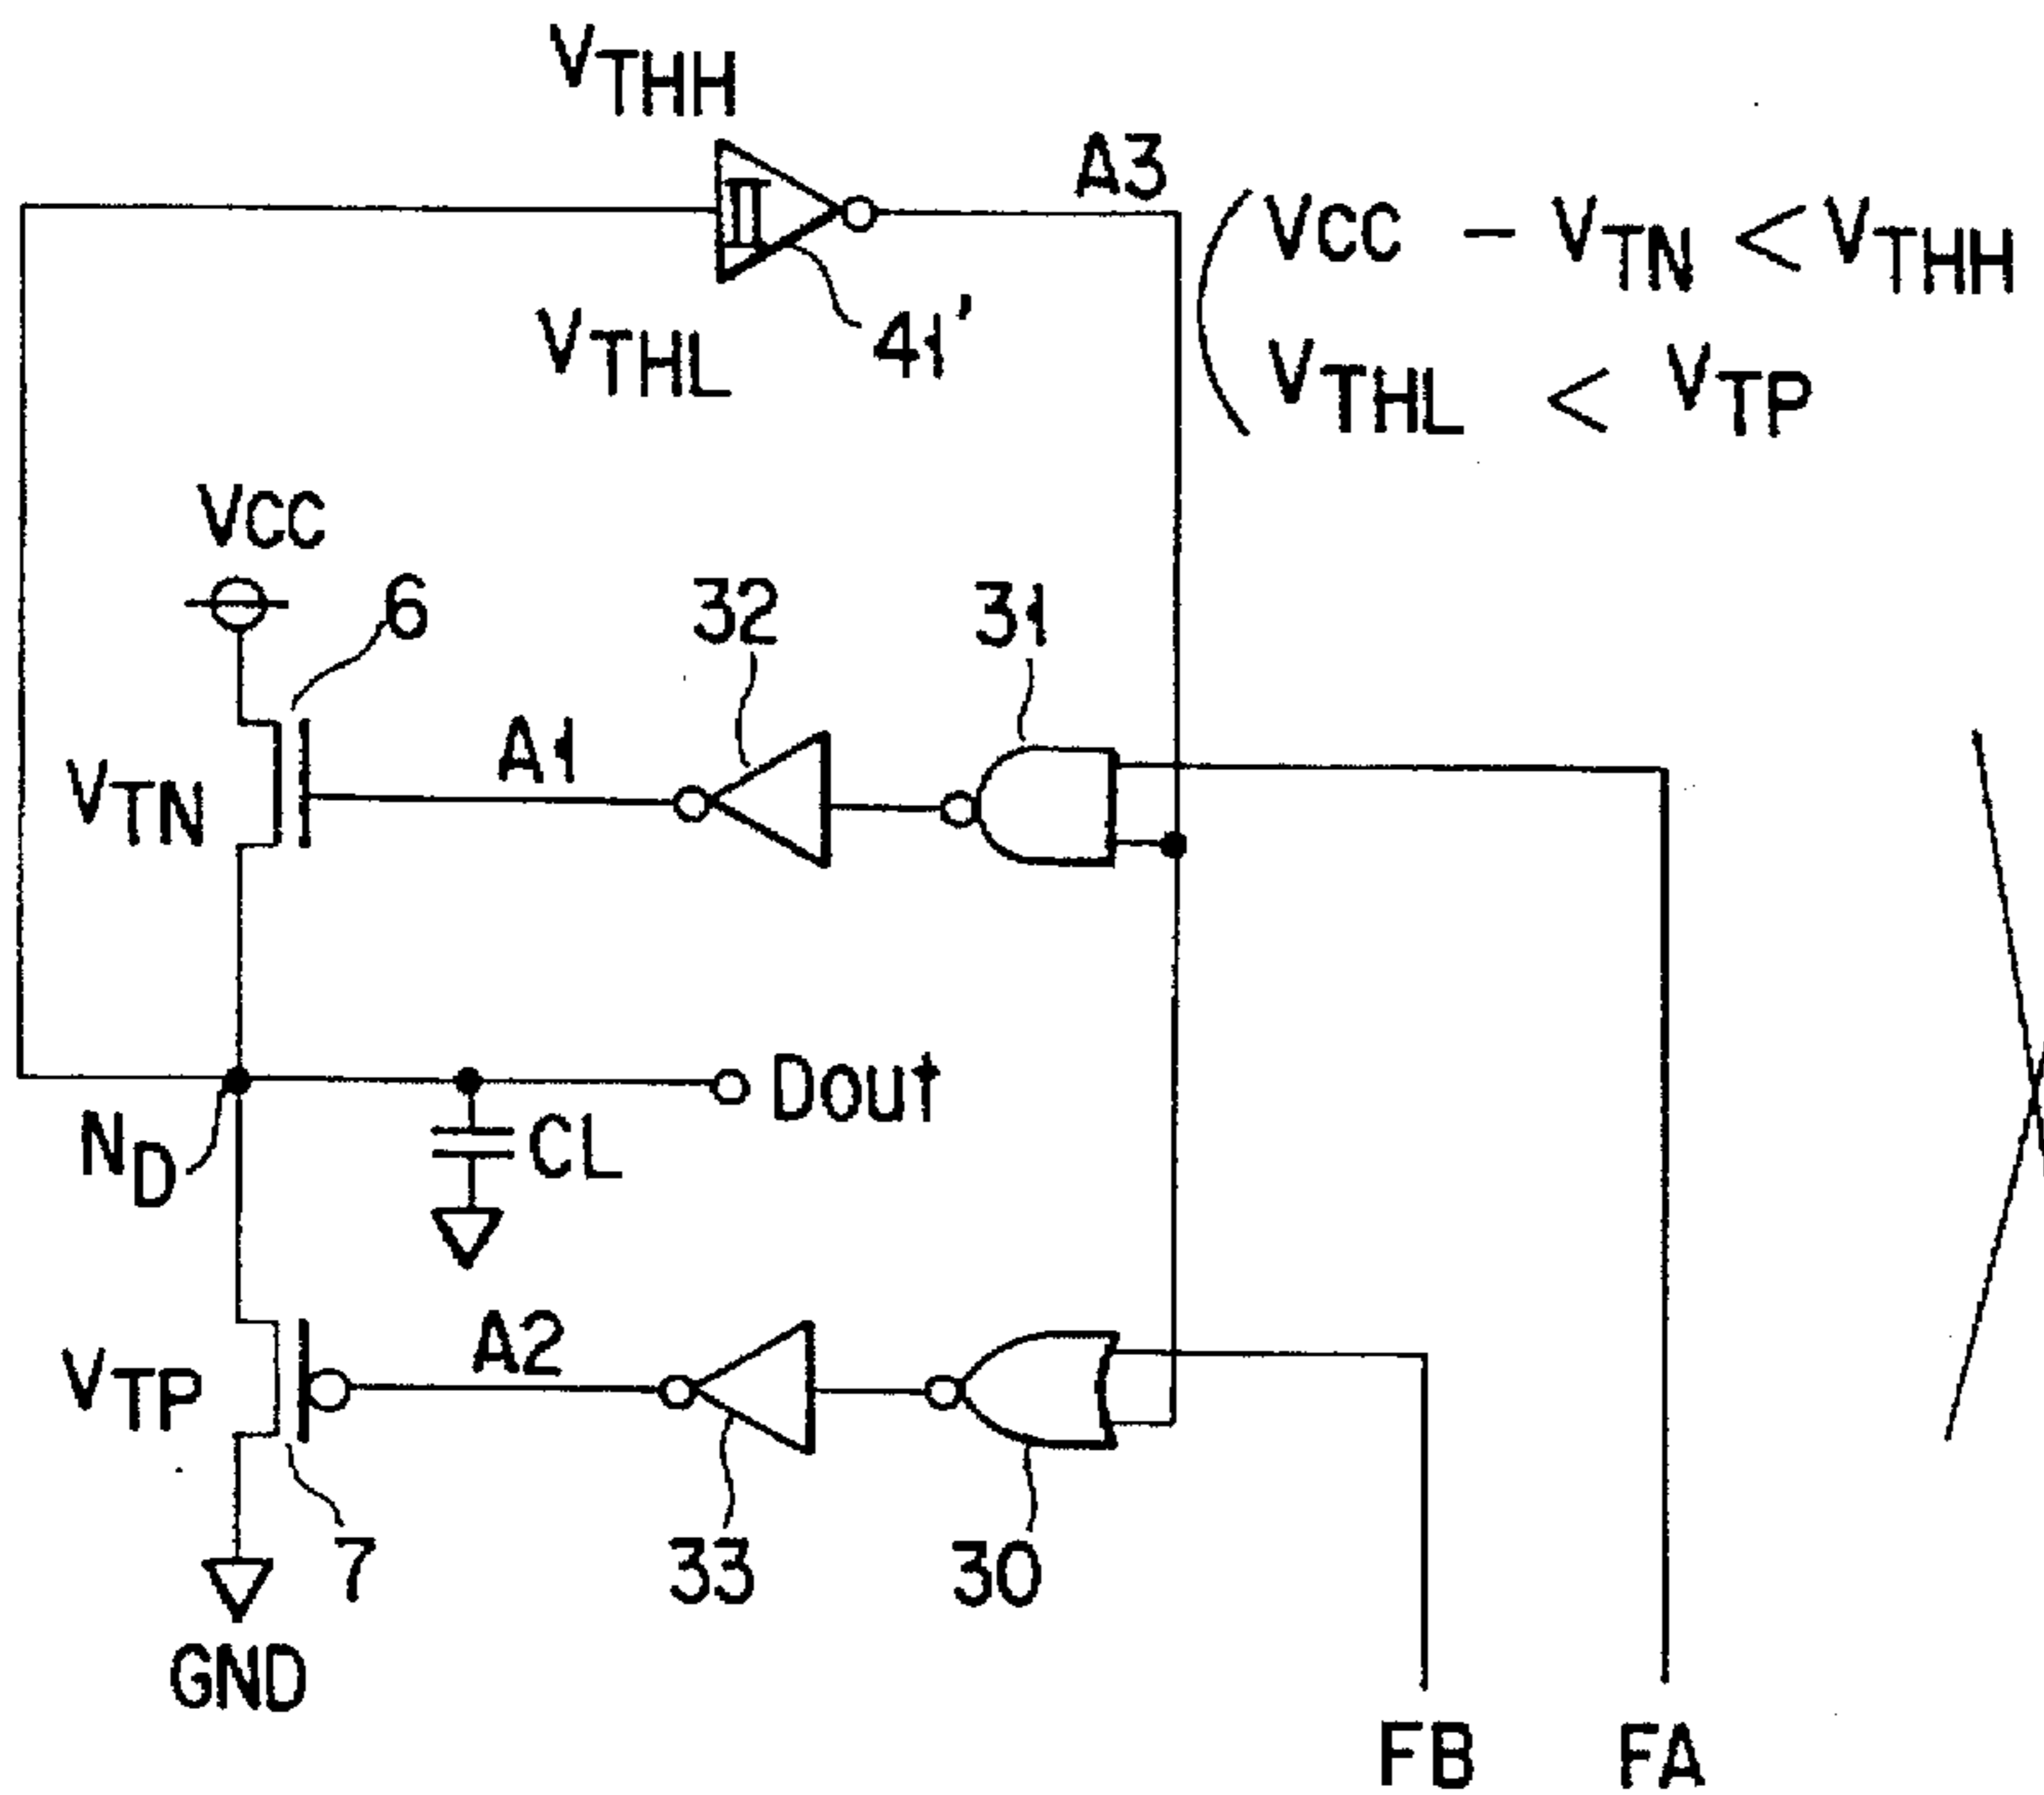 VTHH
A3
VCC - VTN < VTHH
VTHL
41'
VTHL < VTP
VCC
6
32
31
A1
VTN
Dout
ND
CL
A2
VTP
7
33
30
GND
FB
FA